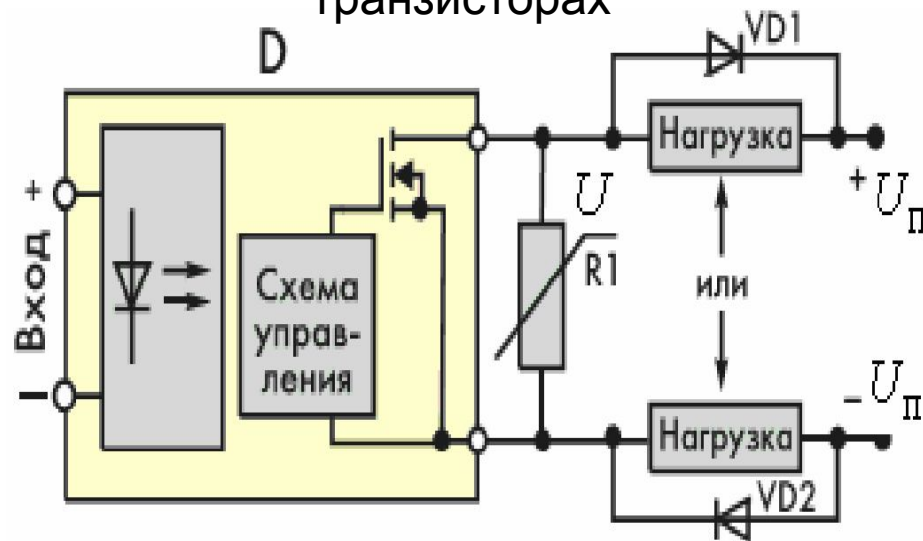 транзисторах
D
VD1
Нагрузка
+ Uп
U
R1
или
+
Вход
−
Схема
управ-
ления
− Uп
Нагрузка
VD2